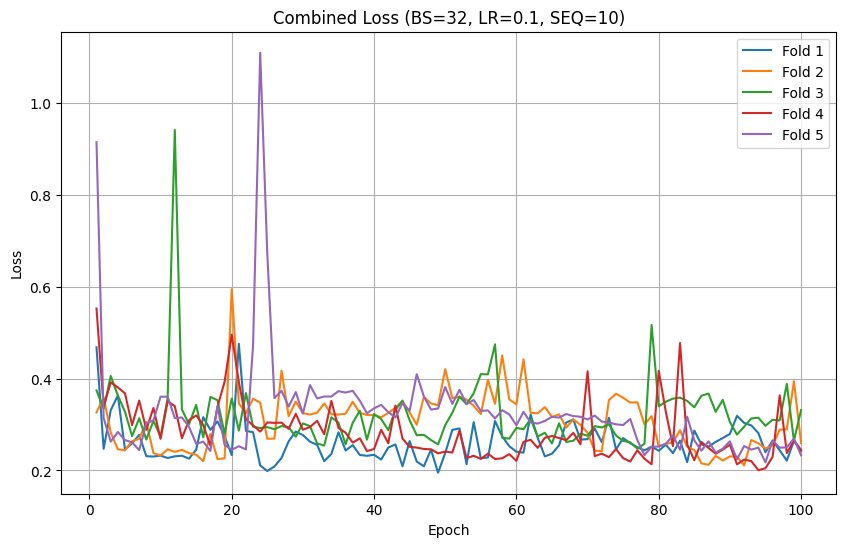 Combined Loss (BS=32, LR=0.1, SEQ=10)
Fold 1
Fold 2
Fold 3
Fold 4
Fold 5
Loss
1.0
0.8
0.6
0.4
0.2
0 20 40 60 80 100
Epoch